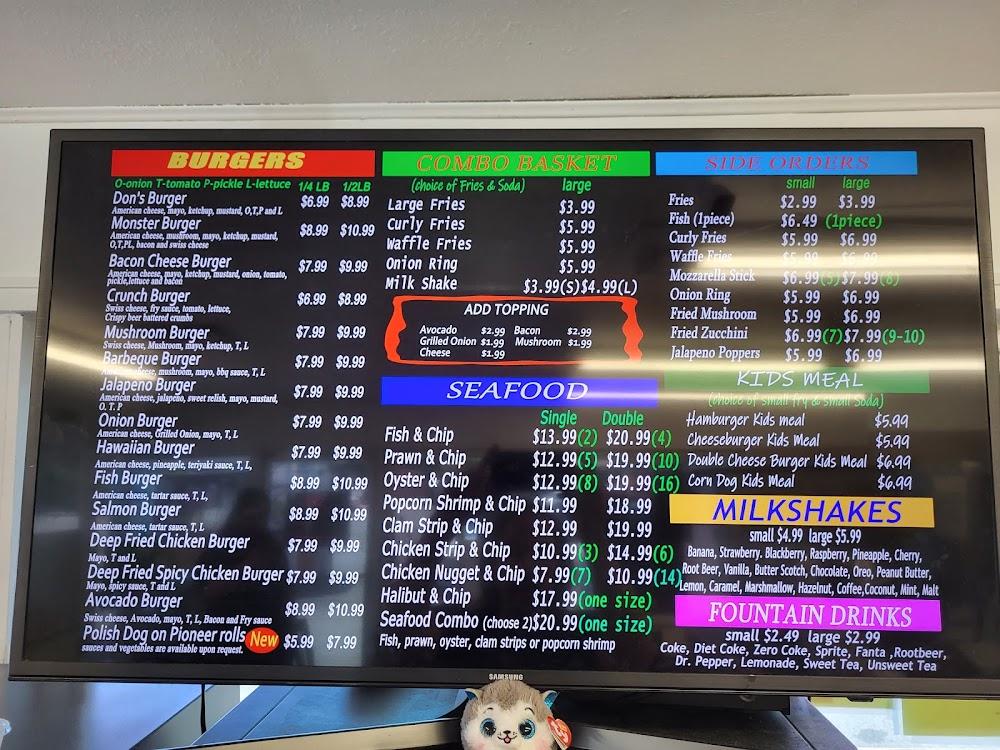 BURGERS
O-onion T-tomato P-pickle L-lettuce 1/4 LB 1/2LB
Don's Burger $6.99 $8.99
American cheese, mayo, ketchup, mustard, O,T,P and L
Monster Burger $8.99 $10.99
American cheese, mushroom, mayo, ketchup, mustard,
O,T,PL, bacon and swiss cheese
Bacon Cheese Burger $7.99 $9.99
American cheese, mayo, ketchup, mustard, onion, tomato,
pickle, lettuce and bacon
Crunch Burger $6.99 $8.99
Swiss cheese, fry sauce, tomato, lettuce,
Crispy beer battered crumbs
Mushroom Burger $7.99 $9.99
Swiss cheese, Mushroom, mayo, ketchup, T, L
Barbeque Burger $7.99 $9.99
American cheese, mushroom, mayo, bbq sauce, T, L
Jalapeno Burger $7.99 $9.99
American cheese, jalapeno, sweet relish, mayo, mustard,
O. T. P
Onion Burger $7.99 $9.99
American cheese, Grilled Onion, mayo, T, L
Hawaiian Burger $7.99 $9.99
American cheese, pineapple, teriyaki sauce, T, L,
Fish Burger $8.99 $10.99
American cheese, tartar sauce, T, L,
Salmon Burger $8.99 $10.99
American cheese, tartar sauce, T, L
Deep Fried Chicken Burger $7.99 $9.99
Mayo, T and L
Deep Fried Spicy Chicken Burger $7.99 $9.99
Mayo, spicy sauce, T and L
Avocado Burger $8.99 $10.99
Swiss cheese, Avocado, mayo, T, L, Bacon and Fry sauce
Polish Dog on Pioneer rolls New $5.99 $7.99
sauces and vegetables are available upon request.
COMBO BASKET
(choice of Fries & Soda) large
Large Fries $3.99
Curly Fries $5.99
Waffle Fries $5.99
Onion Ring $5.99
Milk Shake $3.99(S)$4.99(L)
ADD TOPPING
Avocado $2.99 Bacon $2.99
Grilled Onion $1.99 Mushroom $1.99
Cheese $1.99
SEAFOOD
Single Double
Fish & Chip $13.99(2) $20.99(4)
Prawn & Chip $12.99(5) $19.99(10)
Oyster & Chip $12.99(8) $19.99(16)
Popcorn Shrimp & Chip $11.99 $18.99
Clam Strip & Chip $12.99 $19.99
Chicken Strip & Chip $10.99(3) $14.99(6)
Chicken Nugget & Chip $7.99(7) $10.99(14)
Halibut & Chip $17.99(one size)
Seafood Combo (choose 2)$20.99(one size)
Fish, prawn, oyster, clam strips or popcorn shrimp
SIDE ORDERS
small large
Fries $2.99 $3.99
Fish (1piece) $6.49 (1piece)
Curly Fries $5.99 $6.99
Waffle Fries $5.99 $6.99
Mozzarella Stick $6.99(5)$7.99(8)
Onion Ring $5.99 $6.99
Fried Mushroom $5.99 $6.99
Fried Zucchini $6.99(7)$7.99(9-10)
Jalapeno Poppers $5.99 $6.99
KIDS MEAL
(choice of small fry & small Soda)
Hamburger Kids meal $5.99
Cheeseburger Kids Meal $5.99
Double Cheese Burger Kids Meal $6.99
Corn Dog Kids Meal $6.99
MILKSHAKES
small $4.99 large $5.99
Banana, Strawberry. Blackberry, Raspberry, Pineapple, Cherry,
Root Beer, Vanilla, Butter Scotch, Chocolate, Oreo, Peanut Butter,
Lemon, Caramel, Marshmallow, Hazelnut, Coffee,Coconut, Mint, Malt
FOUNTAIN DRINKS
small $2.49 large $2.99
Coke, Diet Coke, Zero Coke, Sprite, Fanta ,Rootbeer,
Dr. Pepper, Lemonade, Sweet Tea, Unsweet Tea
SAMSUNG
ty